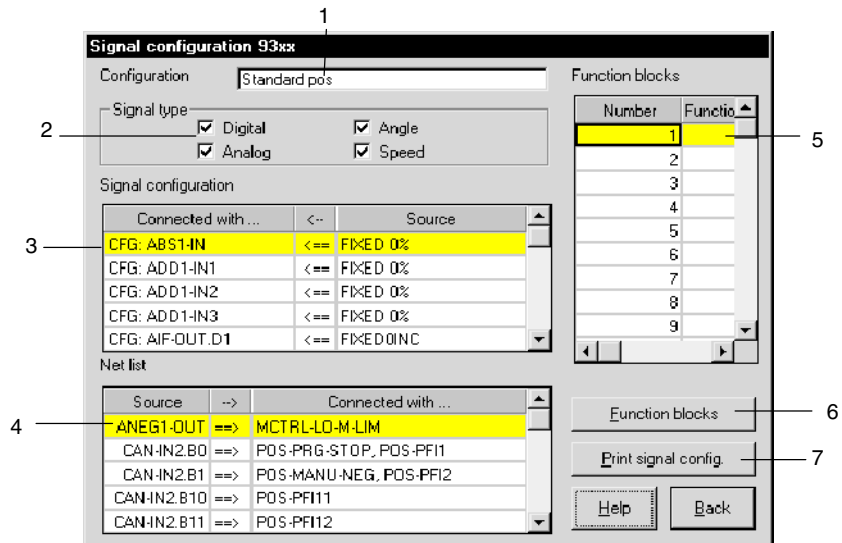 1
Signal configuration 93xx
Configuration Standard pos
Signal type
2
Digital Angle
Analog Speed
Signal configuration
Connected with ... <-- Source
3
CFG: ABS1-IN <== FIXED 0%
CFG: ADD1-IN1 <== FIXED 0%
CFG: ADD1-IN2 <== FIXED 0%
CFG: ADD1-IN3 <== FIXED 0%
CFG: AIF-OUT.D1 <== FIXED0INC
Net list
Source --> Connected with ...
4
ANEG1-OUT ==> MCTRL-LO-M-LIM
CAN-IN2.B0 ==> POS-PRG-STOP, POS-PFI1
CAN-IN2.B1 ==> POS-MANU-NEG, POS-PFI2
CAN-IN2.B10 ==> POS-PFI11
CAN-IN2.B11 ==> POS-PFI12
Function blocks
Number Functio
1
5
2
3
4
5
6
7
8
9
Function blocks
6
Print signal config.
7
Help Back